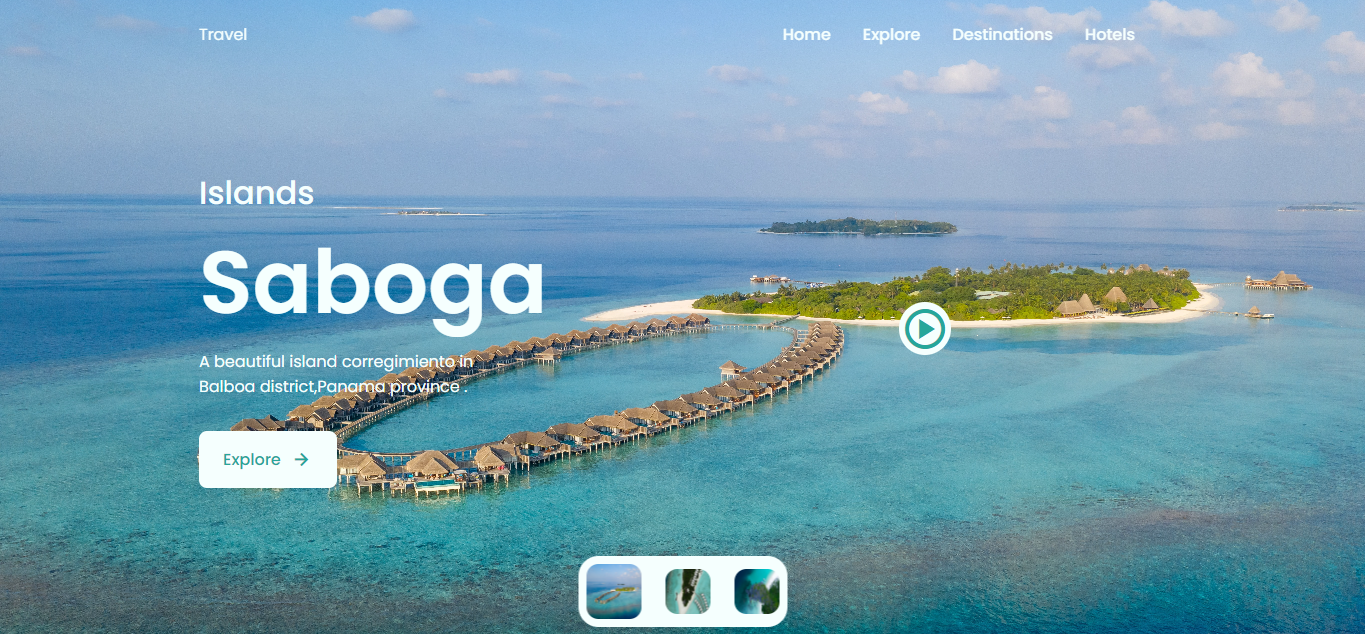 Travel
Home Explore Destinations Hotels
Islands
Saboga
A beautiful island corregimiento in
Balboa district,Panama province .
Explore